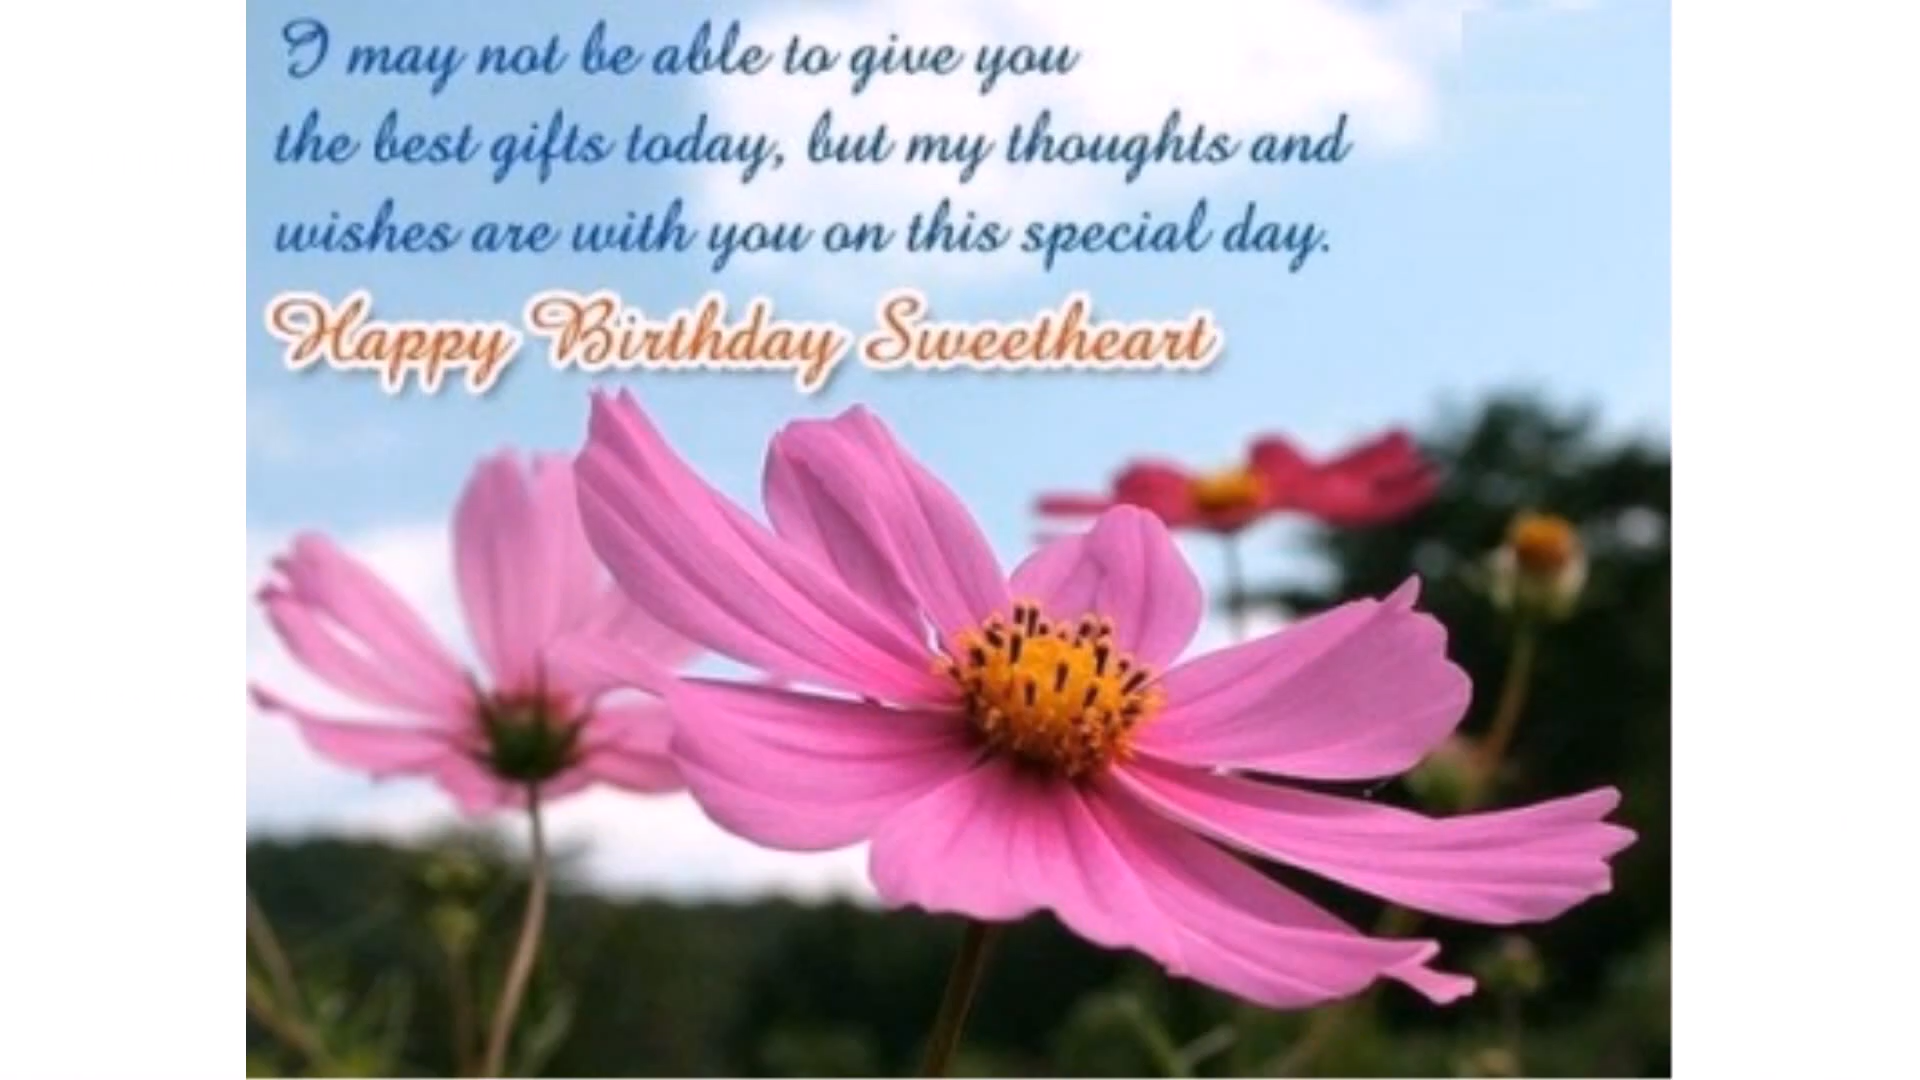 I may not be able to give you
the best gifts today, but my thoughts and
wishes are with you on this special day.
Happy Birthday Sweetheart